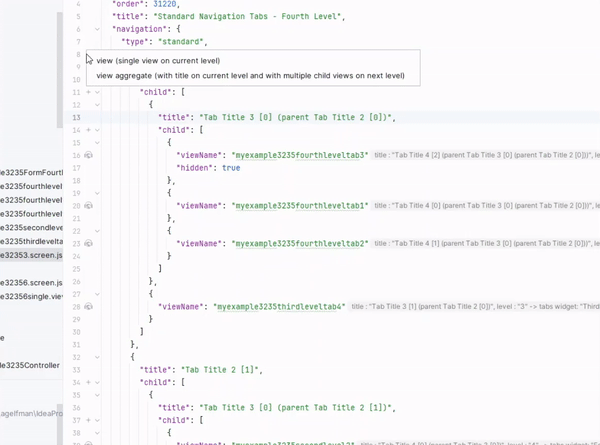 4 "order": 31220,
5 "title": "Standard Navigation Tabs - Fourth Level",
6 "navigation": {
7 "type": "standard",
8
view (single view on current level)
9
view aggregate (with title on current level and with multiple child views on next level)
10
11 "child": [
12 {
13 "title": "Tab Title 3 [0] (parent Tab Title 2 [0])",
14 "child": [
15 {
16 "viewName": "myexample3235fourthleveltab3" title : "Tab Title 4 [2] (parent Tab Title 3 [0] (parent Tab Title 2 [0]))", le
17 "hidden": true
18 },
19 {
20 "viewName": "myexample3235fourthleveltab1" title : "Tab Title 4 [0] (parent Tab Title 3 [0] (parent Tab Title 2 [0]))", le
21 },
22 {
23 "viewName": "myexample3235fourthleveltab2" title : "Tab Title 4 [1] (parent Tab Title 3 [0] (parent Tab Title 2 [0]))", le
24 }
25 ]
26 },
27 {
28 "viewName": "myexample3235thirdleveltab4" title : "Tab Title 3 [1] (parent Tab Title 2 [0])", level : "3" -> tabs widget: "Third
29 }
30 ]
31 },
32 {
33 "title": "Tab Title 2 [1]",
34 "child": [
35 {
36 "title": "Tab Title 3 [0] (parent Tab Title 2 [1])",
37 "child": [
38 {
e3235FormFourtl
e3235fourthlevel
e3235fourthlevel
e3235fourthlevel
e3235secondleve
e3235thirdlevelta
e32353.screen.js
e32356.screen.js
e32356single.vie
e
le3235Controller
agelfman\IdeaPro